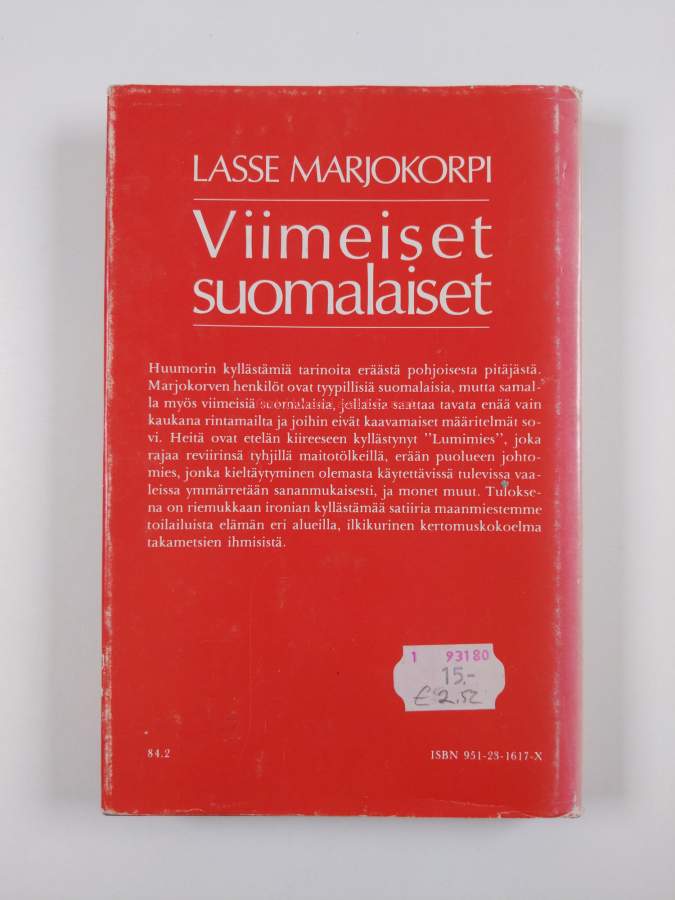 LASSE MARJOKORPI
Viimeiset
suomalaiset
Huumorin kyllästämiä tarinoita eräästä pohjoisesta pitäjästä.
Marjokorven henkilöt ovat tyypillisiä suomalaisia, mutta samal-
la myös viimeisiä suomalaisia, jollaisia saattaa tavata enää vain
kaukana rintamailta ja joihin eivät kaavamaiset määritelmät so-
vi. Heitä ovat etelän kiireeseen kyllästynyt ”Lumimies”, joka
rajaa reviirinsä tyhjillä maitotölkeillä, erään puolueen johto-
mies, jonka kieltäytyminen olemasta käytettävissä tulevissa vaa-
leissa ymmärretään sananmukaisesti, ja monet muut. Tulokse-
na on riemukkaan ironian kyllästämää satiiria maanmiestemme
toilailuista elämän eri alueilla, ilkikurinen kertomuskokoelma
takametsien ihmisistä.
1 93180
15,-
€ 2.52
84.2
ISBN 951-23-1617-X